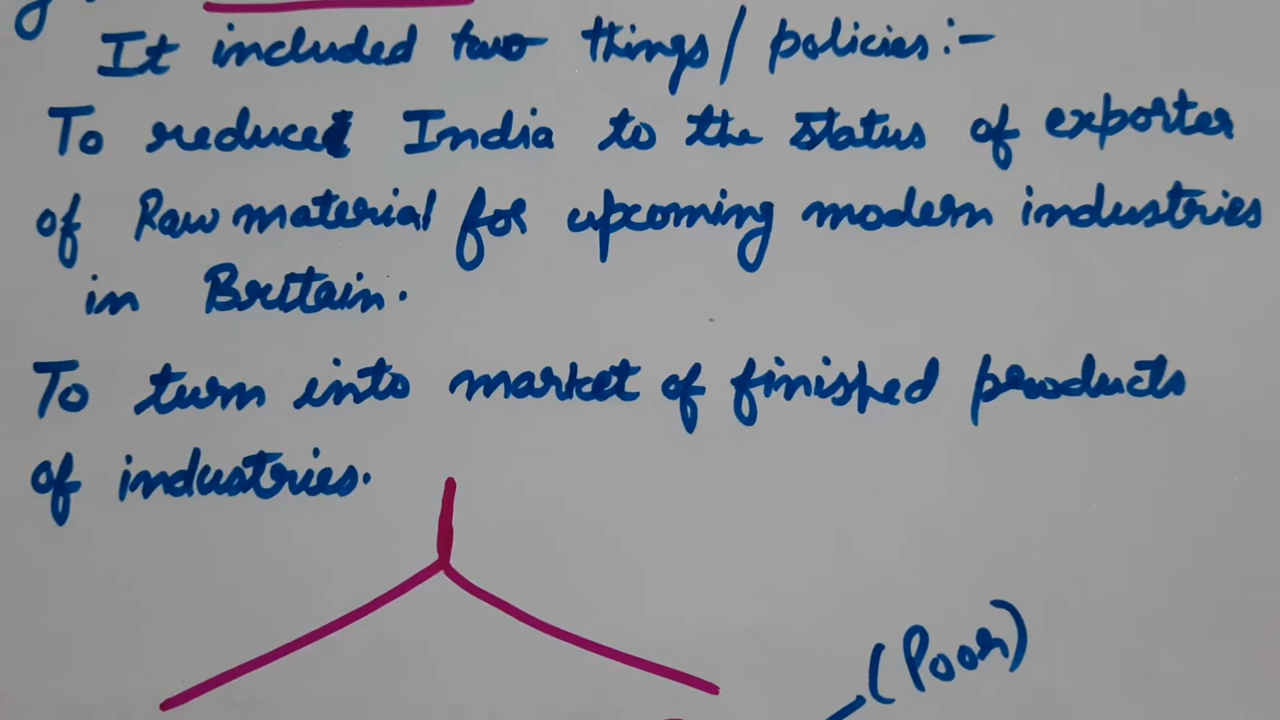 It included two things/policies:-
To reduce India to the status of exporter
of Raw material for upcoming modern industries
in Britain.
To turn into market of finished products
of industries.
(Poor)